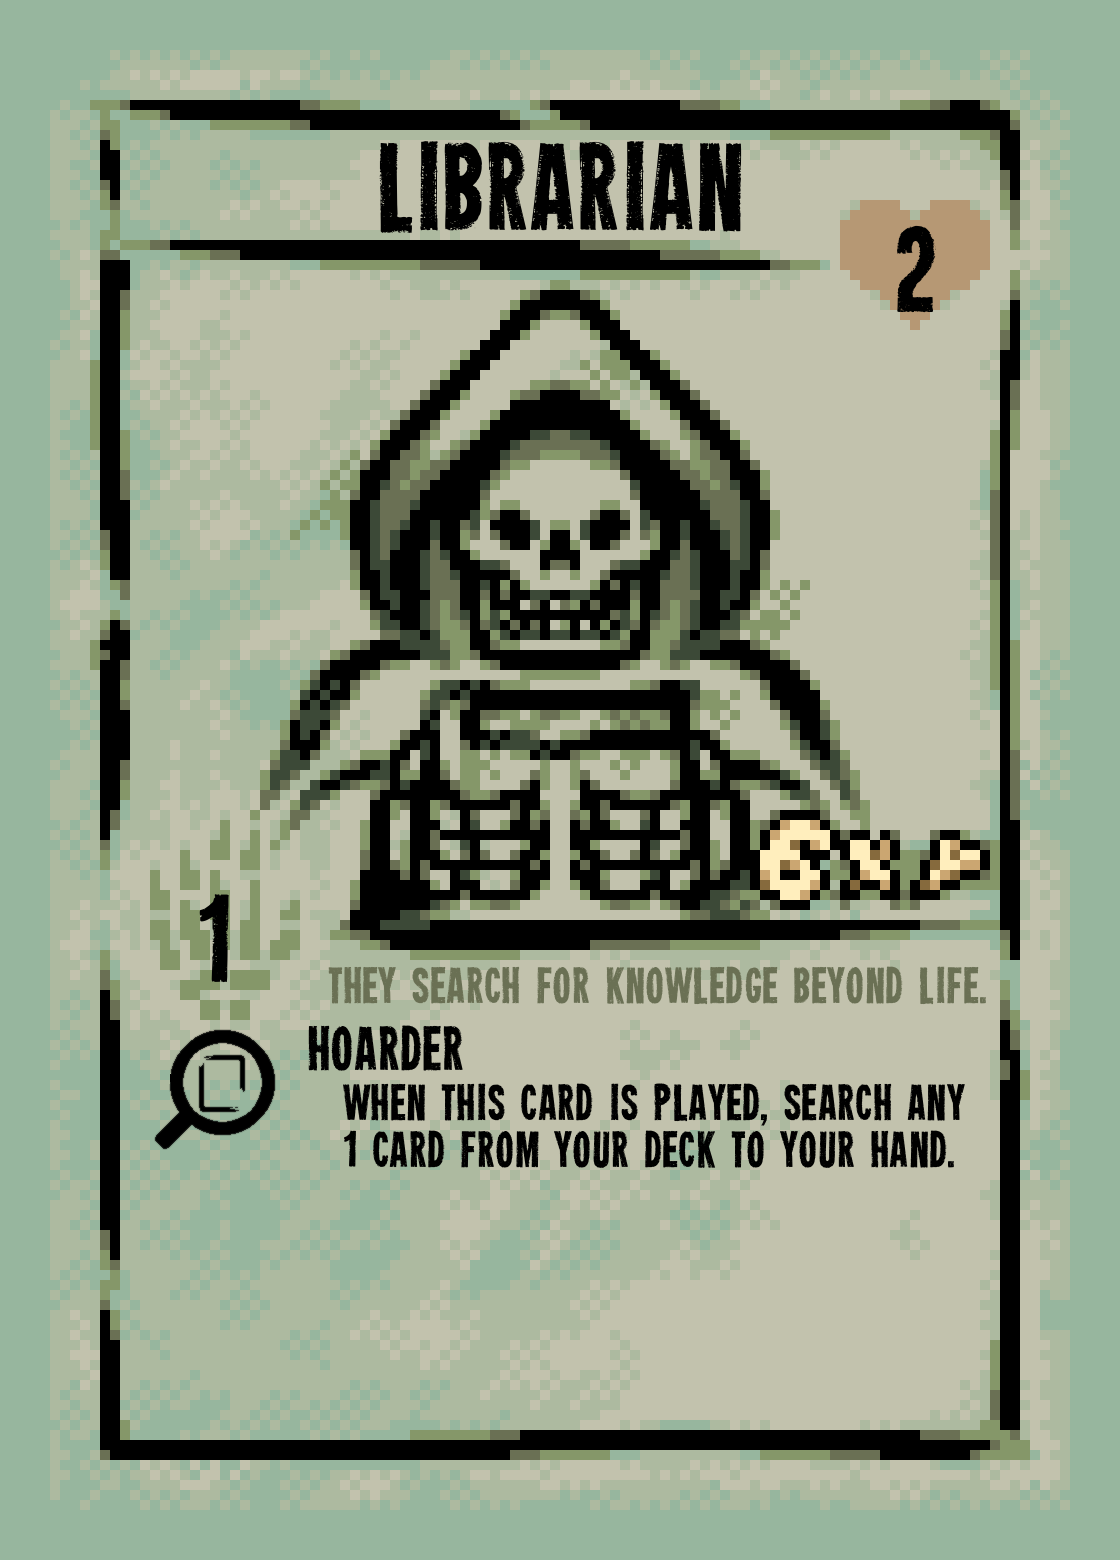 LIBRARIAN
2
6X🦴
1
THEY SEARCH FOR KNOWLEDGE BEYOND LIFE.
HOARDER
WHEN THIS CARD IS PLAYED, SEARCH ANY
1 CARD FROM YOUR DECK TO YOUR HAND.